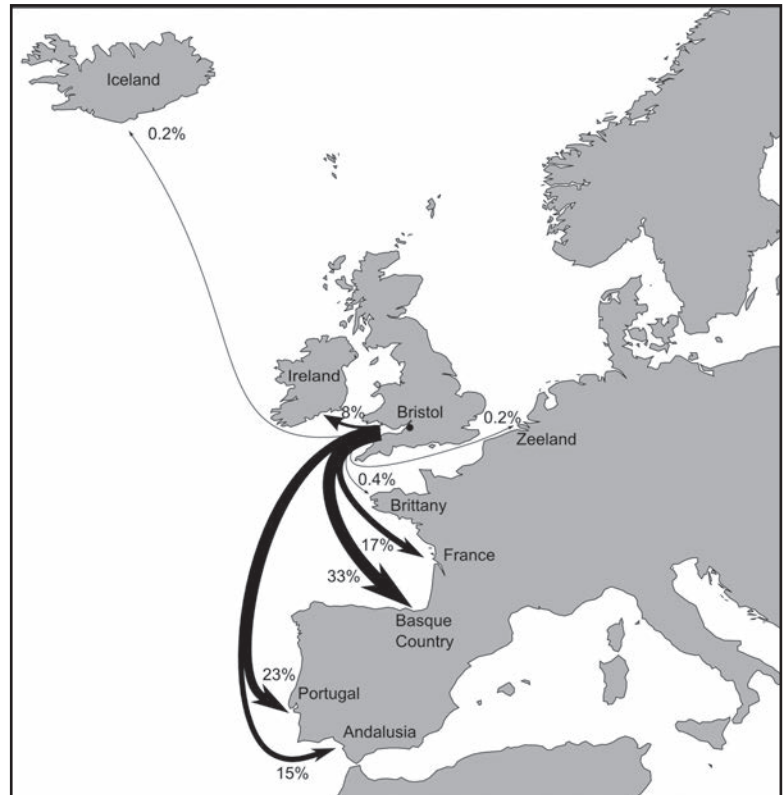 Iceland
0.2%
Ireland
8%
Bristol
0.2%
Zeeland
0.4%
Brittany
17%
France
33%
Basque
Country
23%
Portugal
Andalusia
15%